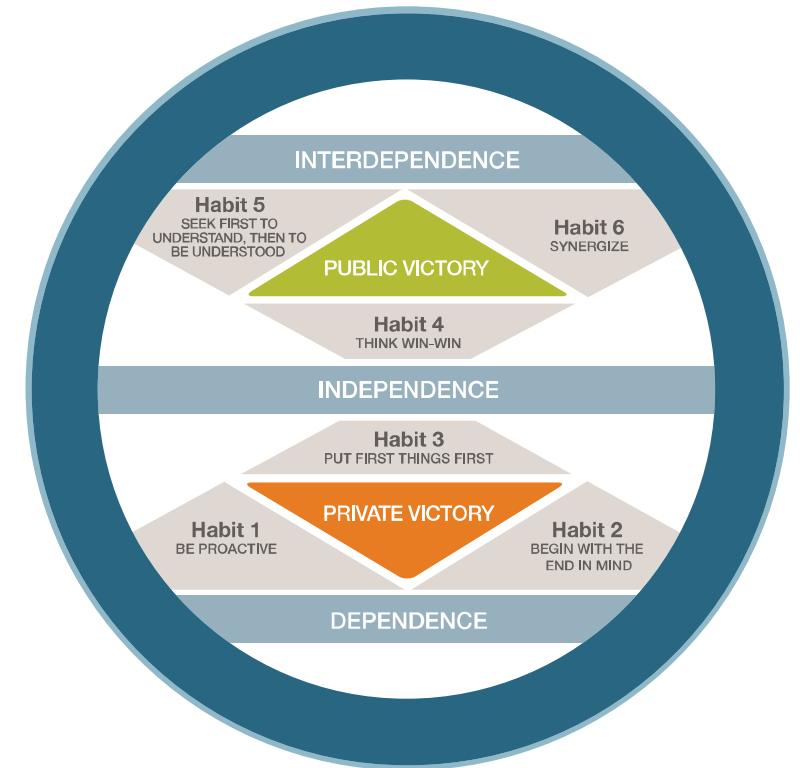 INTERDEPENDENCE
Habit 5
SEEK FIRST TO
UNDERSTAND, THEN TO
BE UNDERSTOOD
Habit 6
SYNERGIZE
PUBLIC VICTORY
Habit 4
THINK WIN-WIN
INDEPENDENCE
Habit 3
PUT FIRST THINGS FIRST
PRIVATE VICTORY
Habit 1
BE PROACTIVE
Habit 2
BEGIN WITH THE
END IN MIND
DEPENDENCE